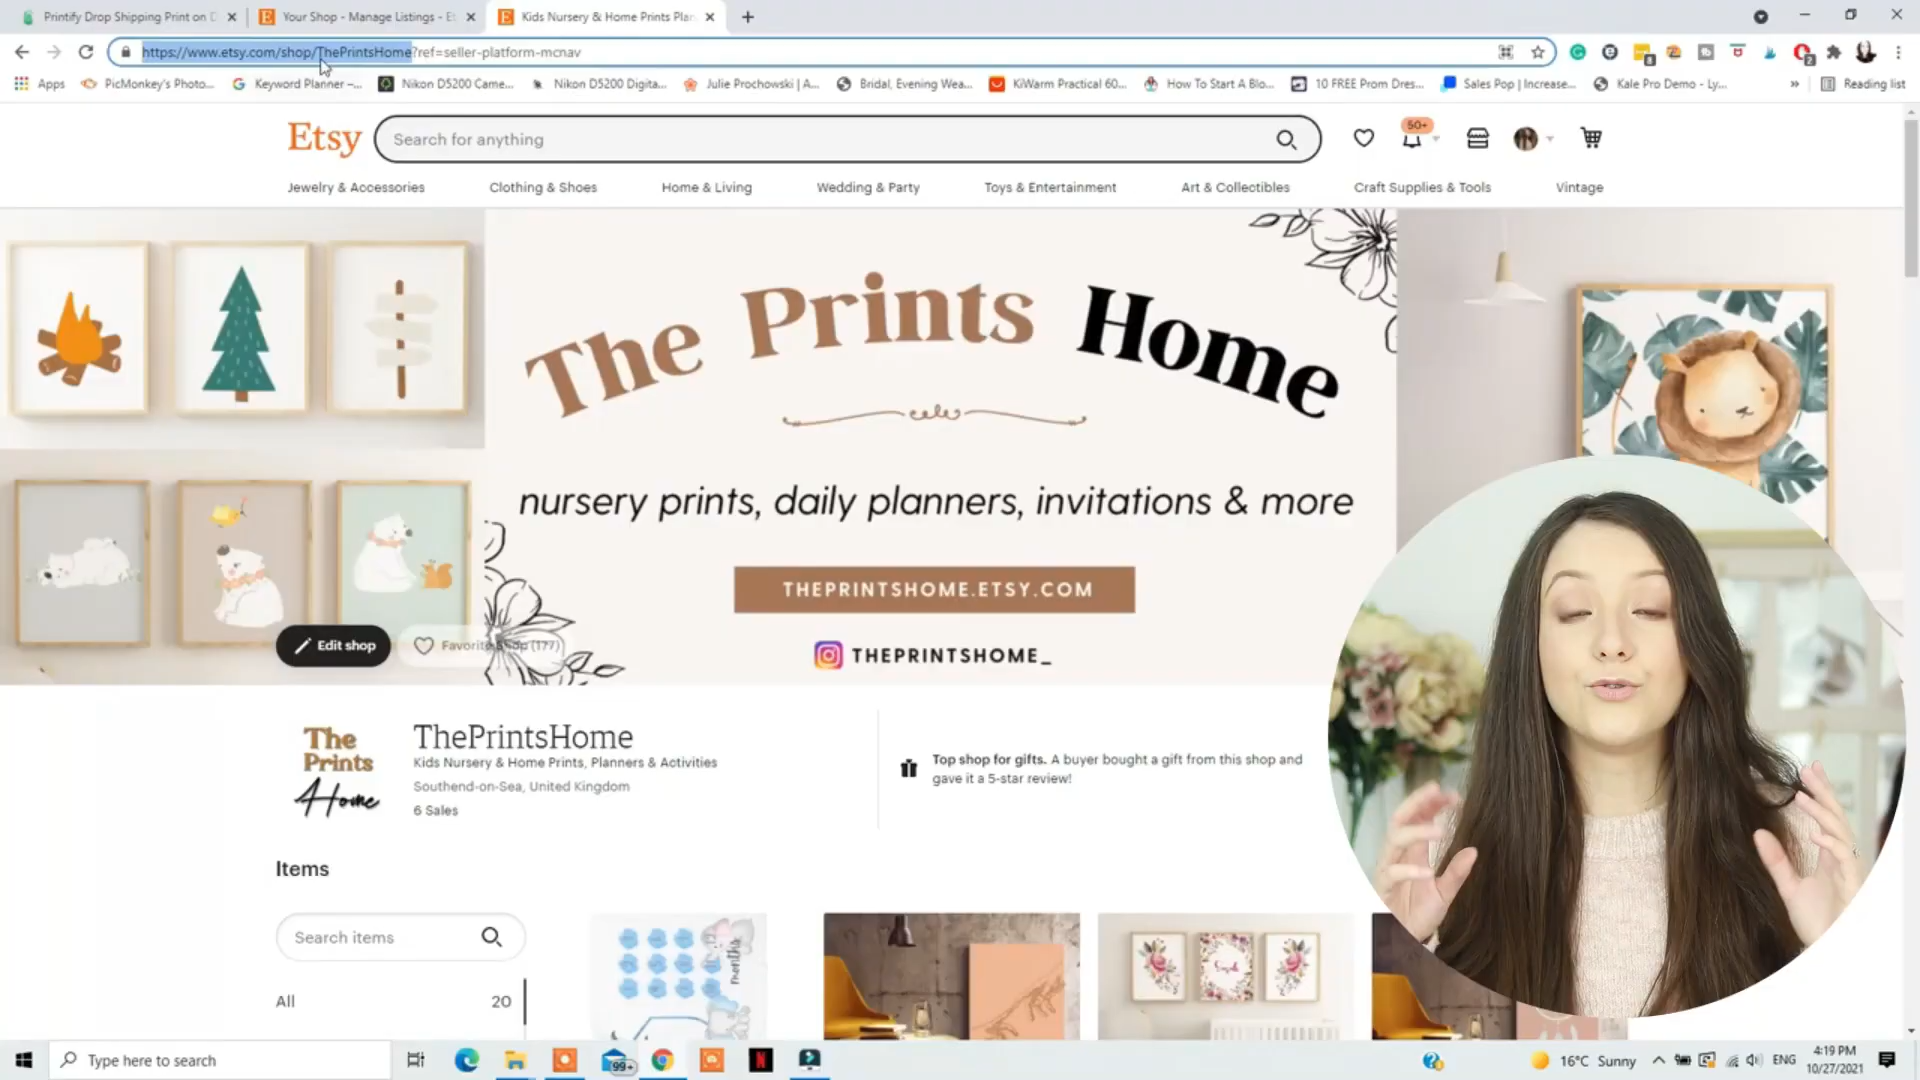 Printify Drop Shipping Print on D
Your Shop - Manage Listings - E
Kids Nursery & Home Prints Plan
https://www.etsy.com/shop/ThePrintsHome?ref=seller-platform-mcnav
Apps
PicMonkey's Photo...
Keyword Planner –...
Nikon D5200 Came...
Nikon D5200 Digita...
Julie Prochowski | A...
Bridal, Evening Wea...
KiWarm Practical 60...
How To Start A Blo...
10 FREE Prom Dres...
Sales Pop | Increase...
Kale Pro Demo - Ly...
»
Reading list
Etsy
Search for anything
50+
Jewelry & Accessories
Clothing & Shoes
Home & Living
Wedding & Party
Toys & Entertainment
Art & Collectibles
Craft Supplies & Tools
Vintage
The Prints Home
nursery prints, daily planners, invitations & more
THEPRINTSHOME.ETSY.COM
THEPRINTSHOME_
Edit shop
Favorite shop (177)
The
Prints
Home
ThePrintsHome
Kids Nursery & Home Prints, Planners & Activities
Southend-on-Sea, United Kingdom
6 Sales
Top shop for gifts. A buyer bought a gift from this shop and
gave it a 5-star review!
Items
Search items
months
All
20
Type here to search
99+
16°C Sunny
ENG
4:19 PM
10/27/2021